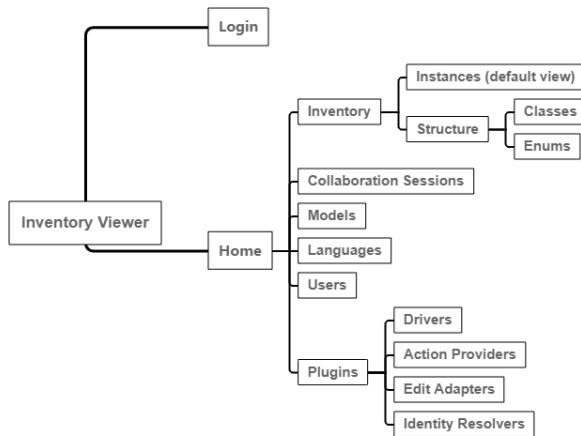 Login
Instances (default view)
Inventory
Classes
Structure
Enums
Collaboration Sessions
Models
Inventory Viewer
Home
Languages
Users
Drivers
Action Providers
Plugins
Edit Adapters
Identity Resolvers